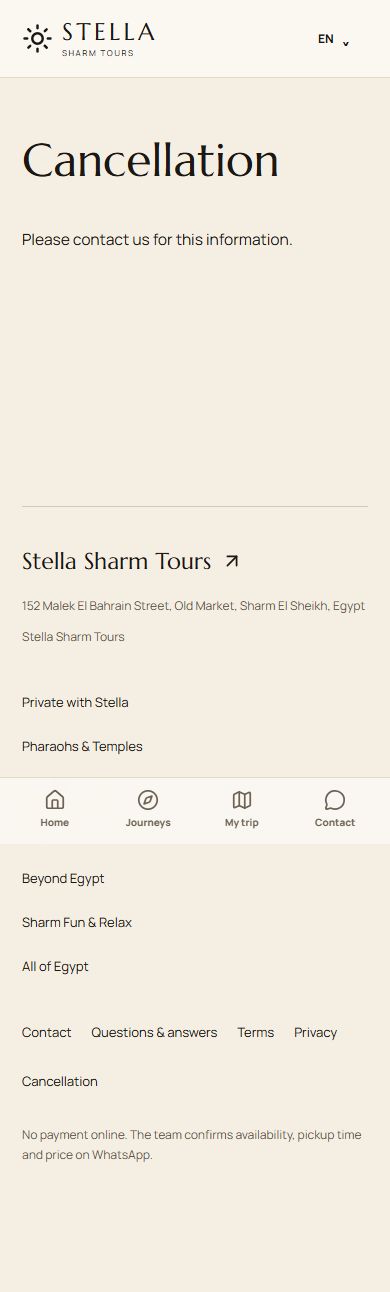 STELLA
SHARM TOURS
EN
Cancellation
Please contact us for this information.
Stella Sharm Tours
152 Malek El Bahrain Street, Old Market, Sharm El Sheikh, Egypt
Stella Sharm Tours
Private with Stella
Pharaohs & Temples
Home Journeys My trip Contact
Beyond Egypt
Sharm Fun & Relax
All of Egypt
Contact Questions & answers Terms Privacy
Cancellation
No payment online. The team confirms availability, pickup time
and price on WhatsApp.